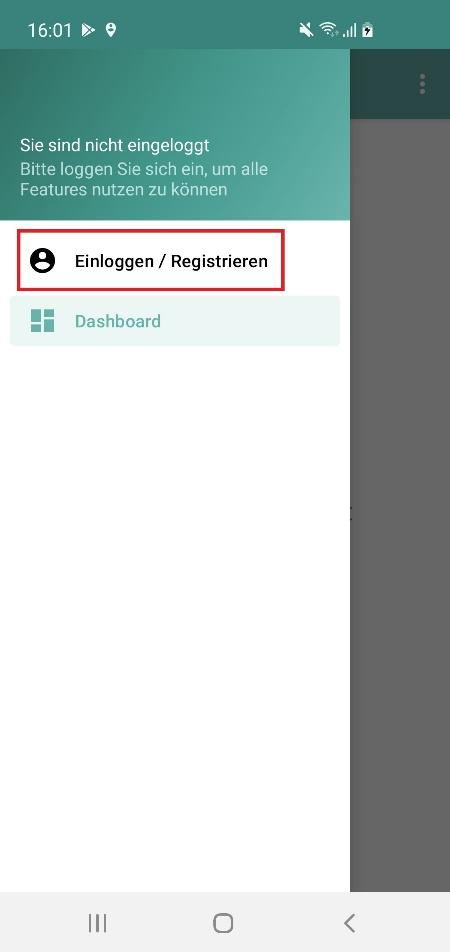 16:01
Sie sind nicht eingeloggt
Bitte loggen Sie sich ein, um alle
Features nutzen zu können
Einloggen / Registrieren
Dashboard